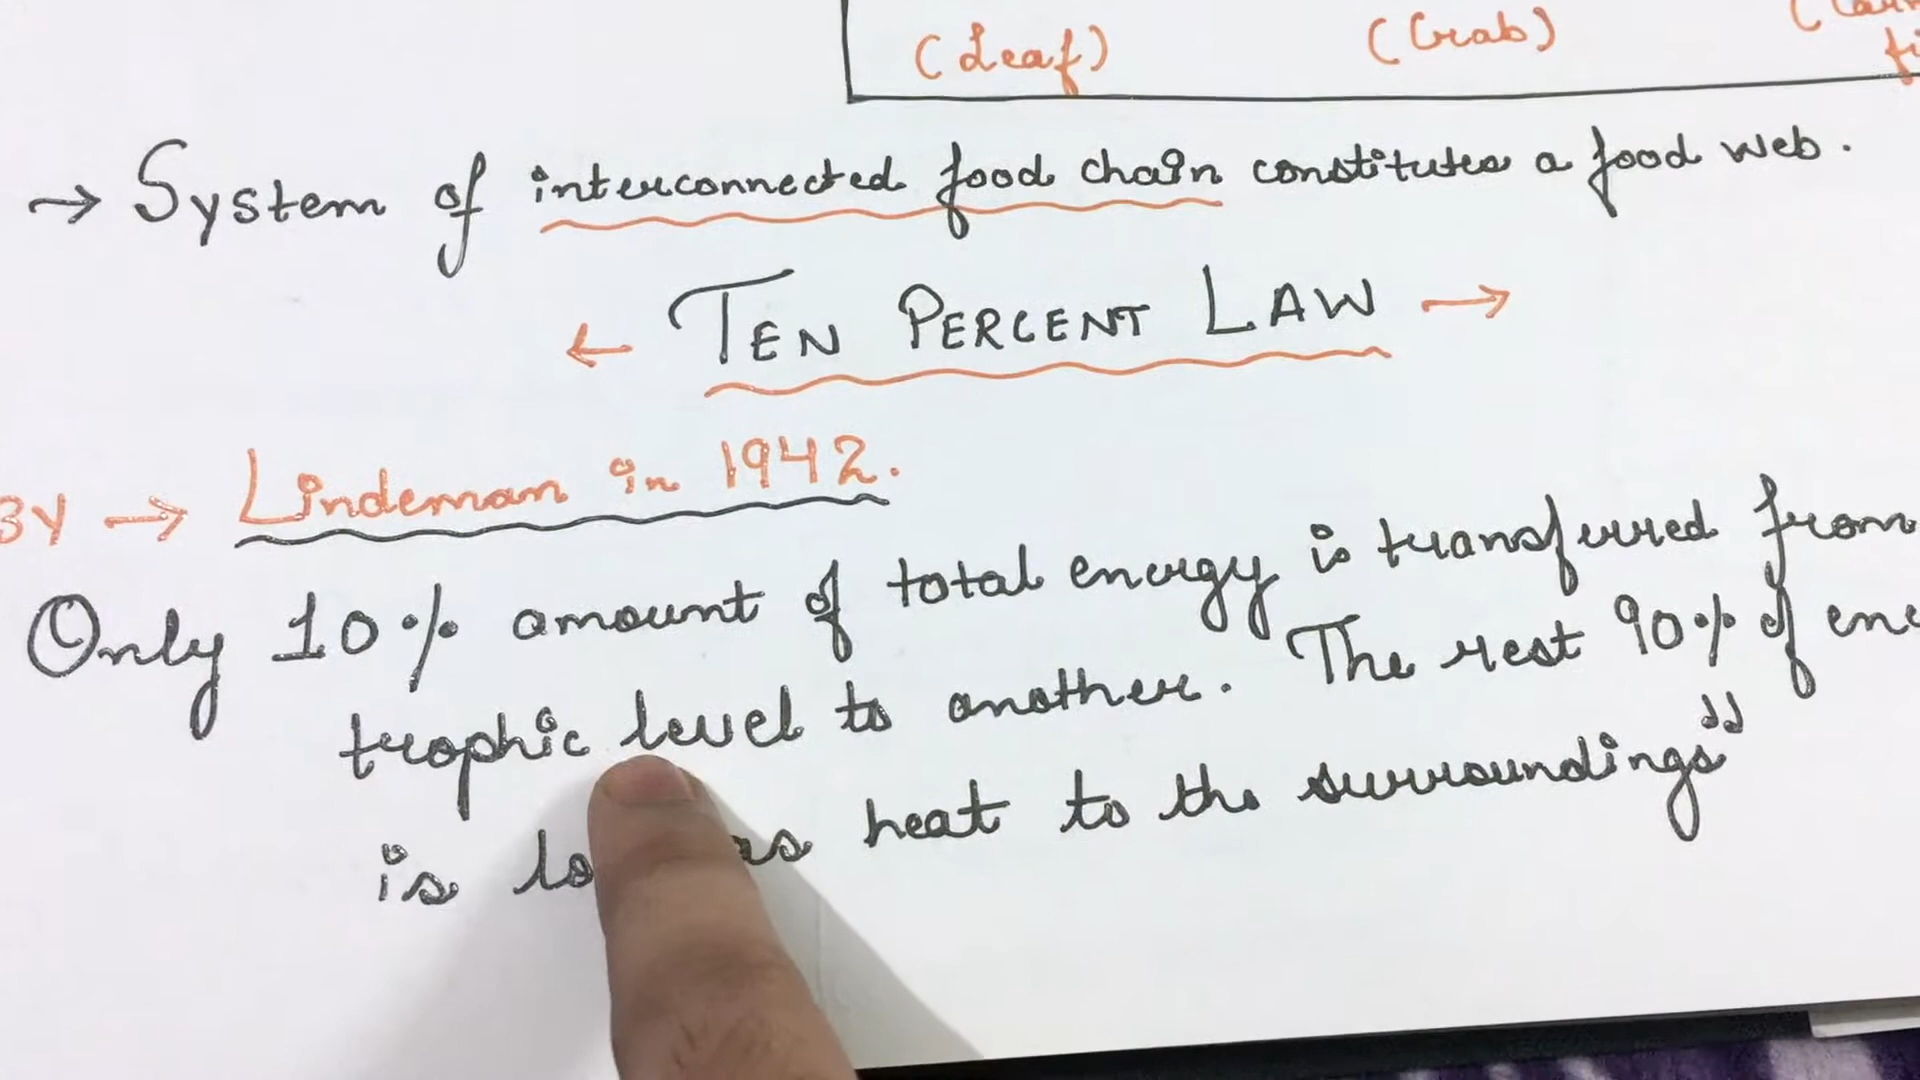 (Leaf) (Crab)
→ System of interconnected food chain constitutes a food web.
← TEN PERCENT LAW →
BY → Lindeman in 1942.
Only 10% amount of total energy is transferred from
trophic level to another. The rest 90% of
is as heat to the surroundings"